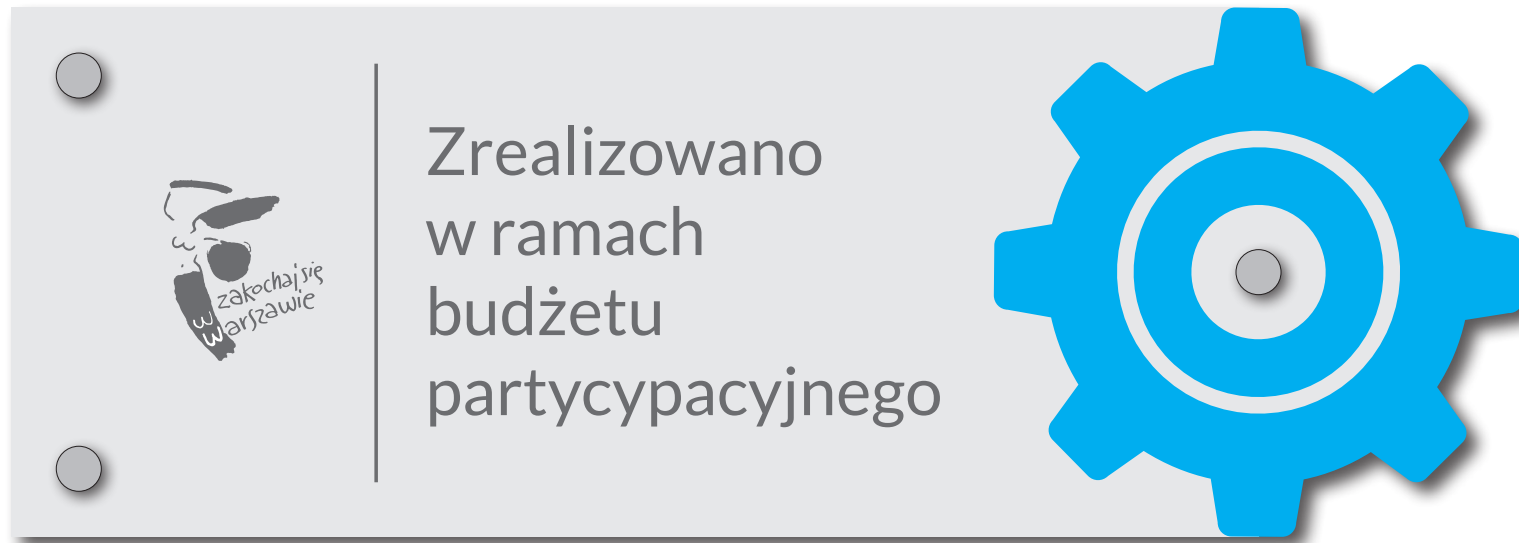 zakochaj się
w
warszawie
Zrealizowano
w ramach
budżetu
partycypacyjnego